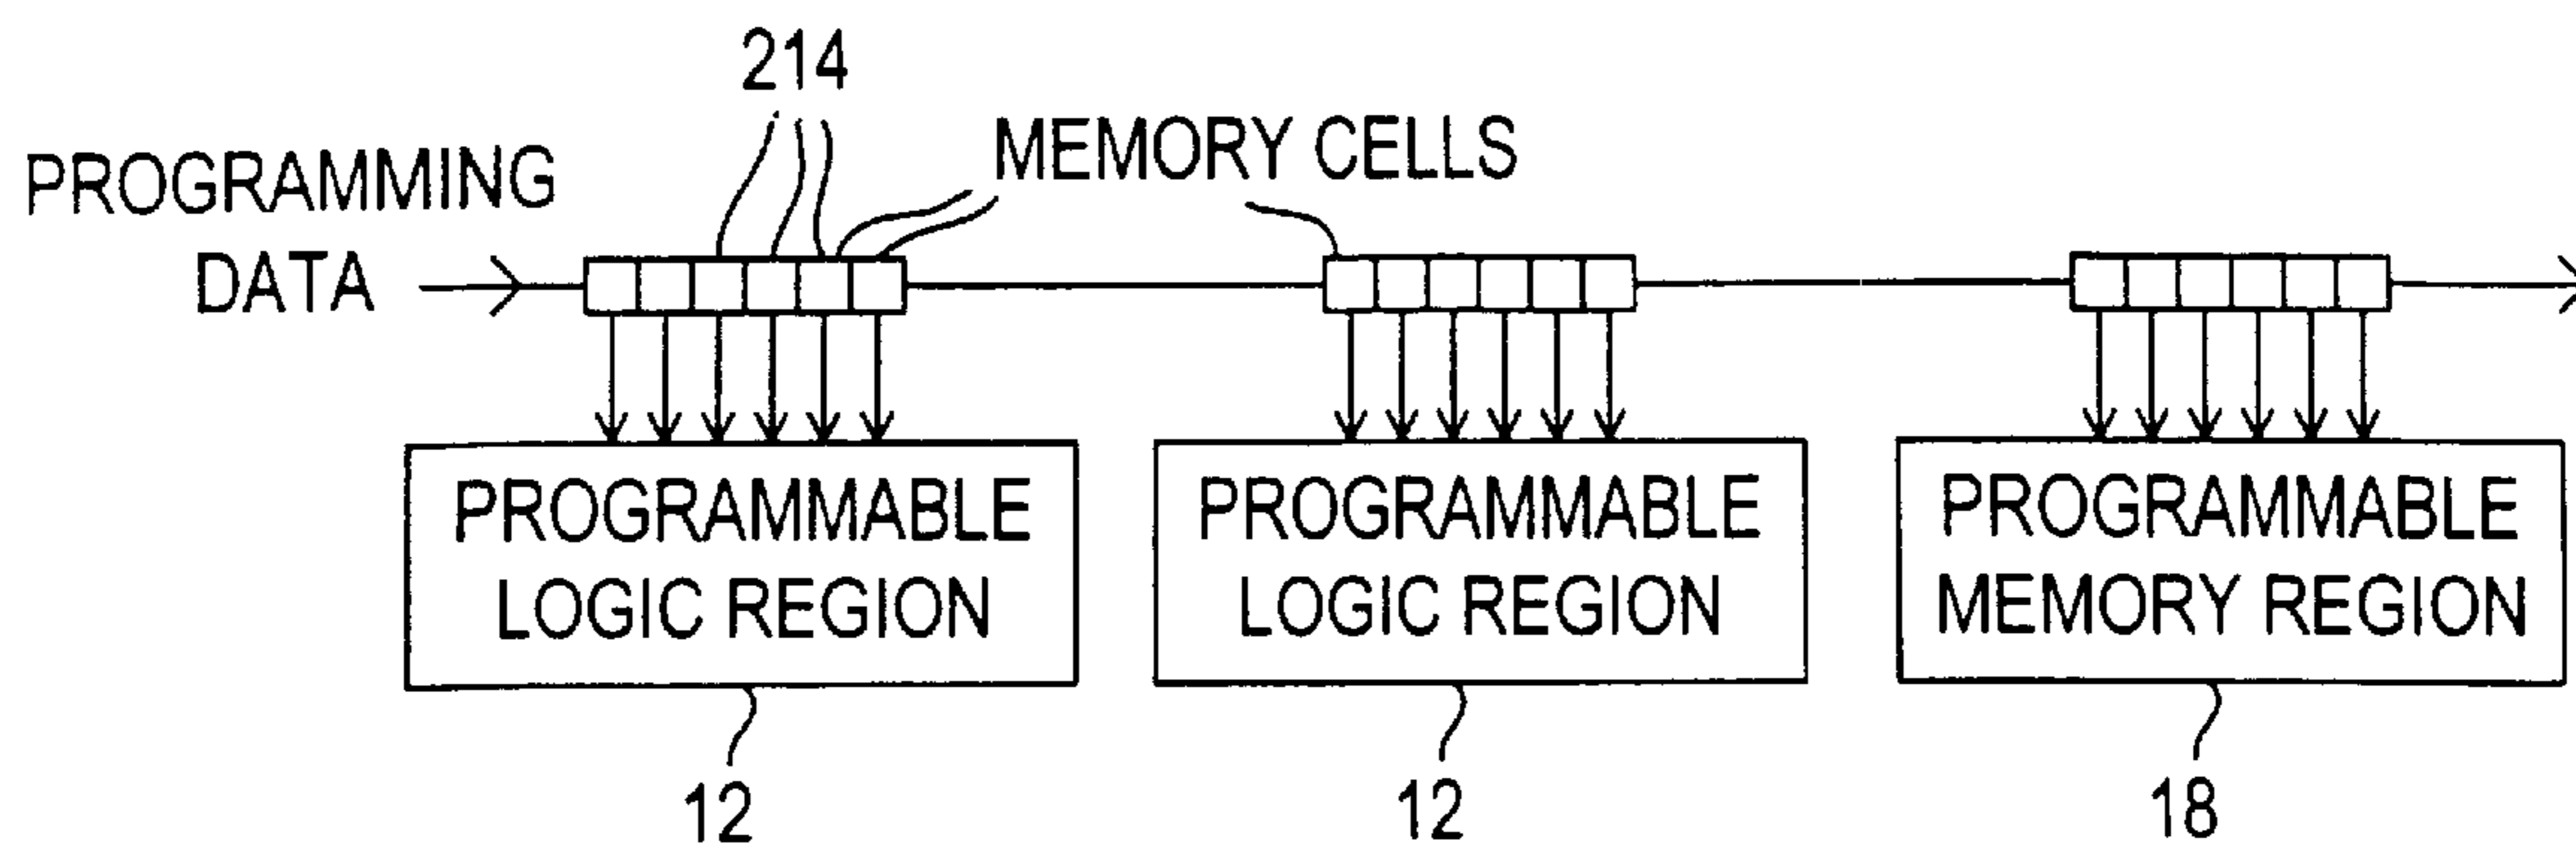 214
MEMORY CELLS
PROGRAMMING
DATA
PROGRAMMABLE
LOGIC REGION
PROGRAMMABLE
LOGIC REGION
PROGRAMMABLE
MEMORY REGION
12
12
18